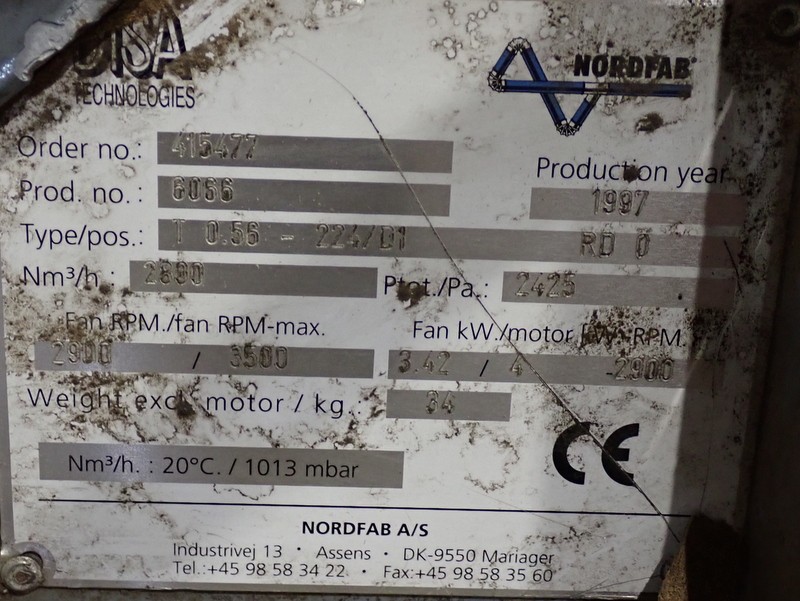 DISA
TECHNOLOGIES
NORDFAB
Order no.: 415477
Prod. no.: 6066
Production year
1997
Type/pos.: T 0.56 - 224/D1 RD 0
Nm³/h.: 2890 Ptot./Pa.: 2425
Fan RPM./fan RPM-max. Fan kW./motor kW.-RPM.
2900 / 3500 3.42 / 4 -2900
Weight excl. motor / kg.: 34
CE
Nm³/h. : 20°C. / 1013 mbar
NORDFAB A/S
Industrivej 13 · Assens · DK-9550 Mariager
Tel.:+45 98 58 34 22 · Fax:+45 98 58 35 60